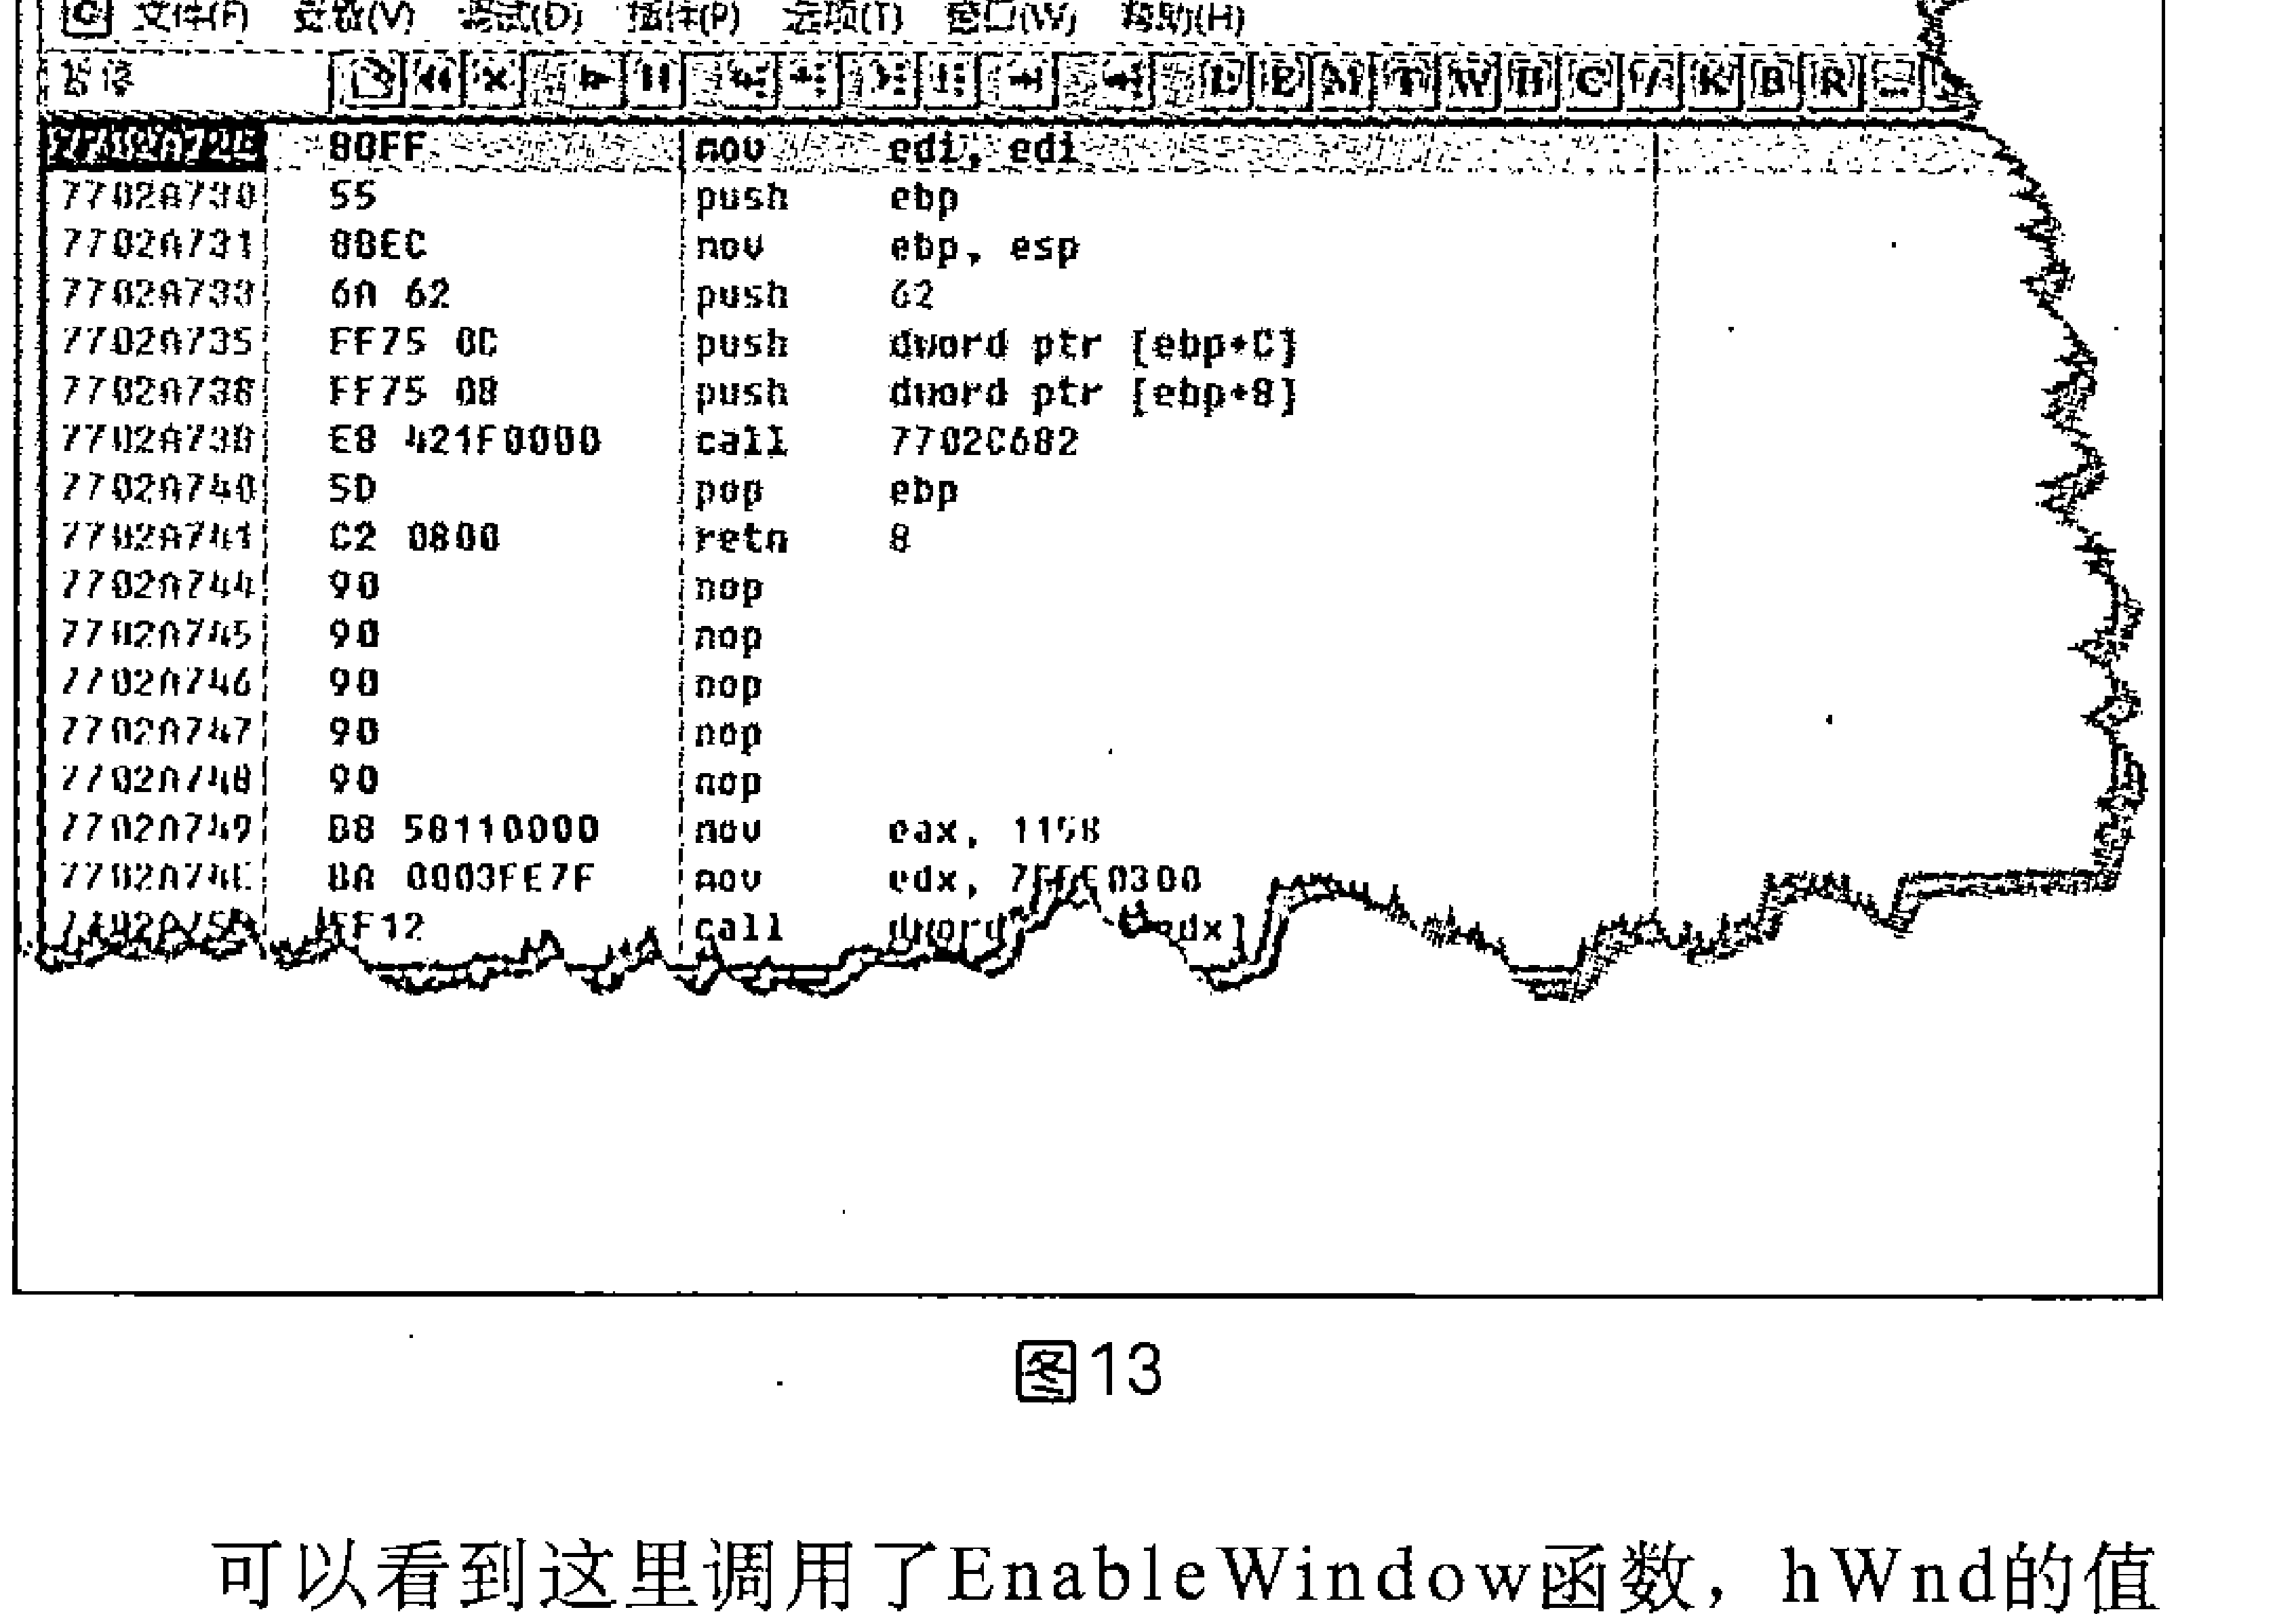 C 文件(F) 查看(V) 调试(D) 插件(P) 选项(T) 窗口(W) 帮助(H)
L E M T W H C / K B R
7702A72E 8BFF mov edi, edi
7702A730 55 push ebp
7702A731 8BEC mov ebp, esp
7702A733 6A 62 push 62
7702A735 FF75 0C push dword ptr [ebp+C]
7702A738 FF75 08 push dword ptr [ebp+8]
7702A73B E8 421F0000 call 7702C682
7702A740 5D pop ebp
7702A741 C2 0800 retn 8
7702A744 90 nop
7702A745 90 nop
7702A746 90 nop
7702A747 90 nop
7702A748 90 nop
7702A749 B8 58110000 mov eax, 1158
7702A74E BA 0003FE7F mov edx, 7FFE0300
FF12 call dword edx]
图13
可以看到这里调用了EnableWindow函数，hWnd的值